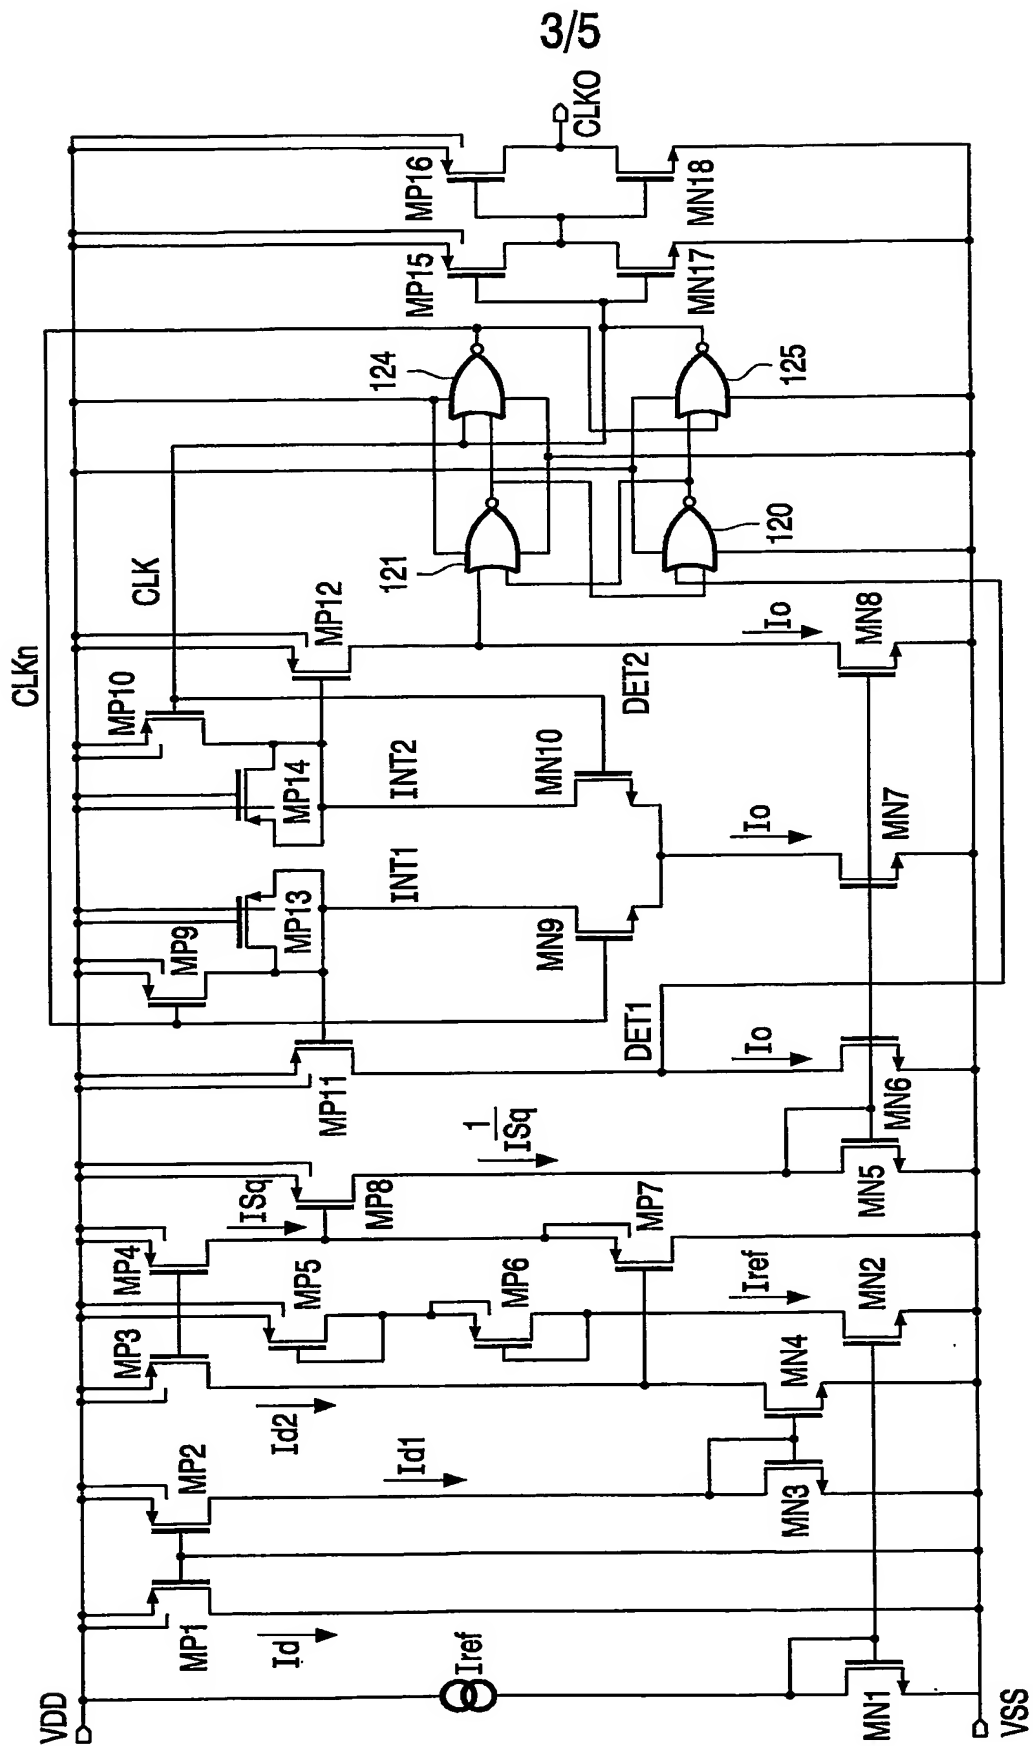 3/5
VDD
VSS
Iref
MN1
MP1
Id
MP2
Id1
MN3
MN4
MP3
Id2
MP4
MP5
MP6
Iref
MN2
ISq
MP7
MP8
1
ISq
MN5
MN6
MP11
DET1
Io
MP9
MP13
INT1
MN9
MN7
Io
MP10
MP14
INT2
MN10
DET2
CLKn
CLK
MP12
Io
MN8
121
120
124
125
MP15
MN17
MP16
MN18
CLKO